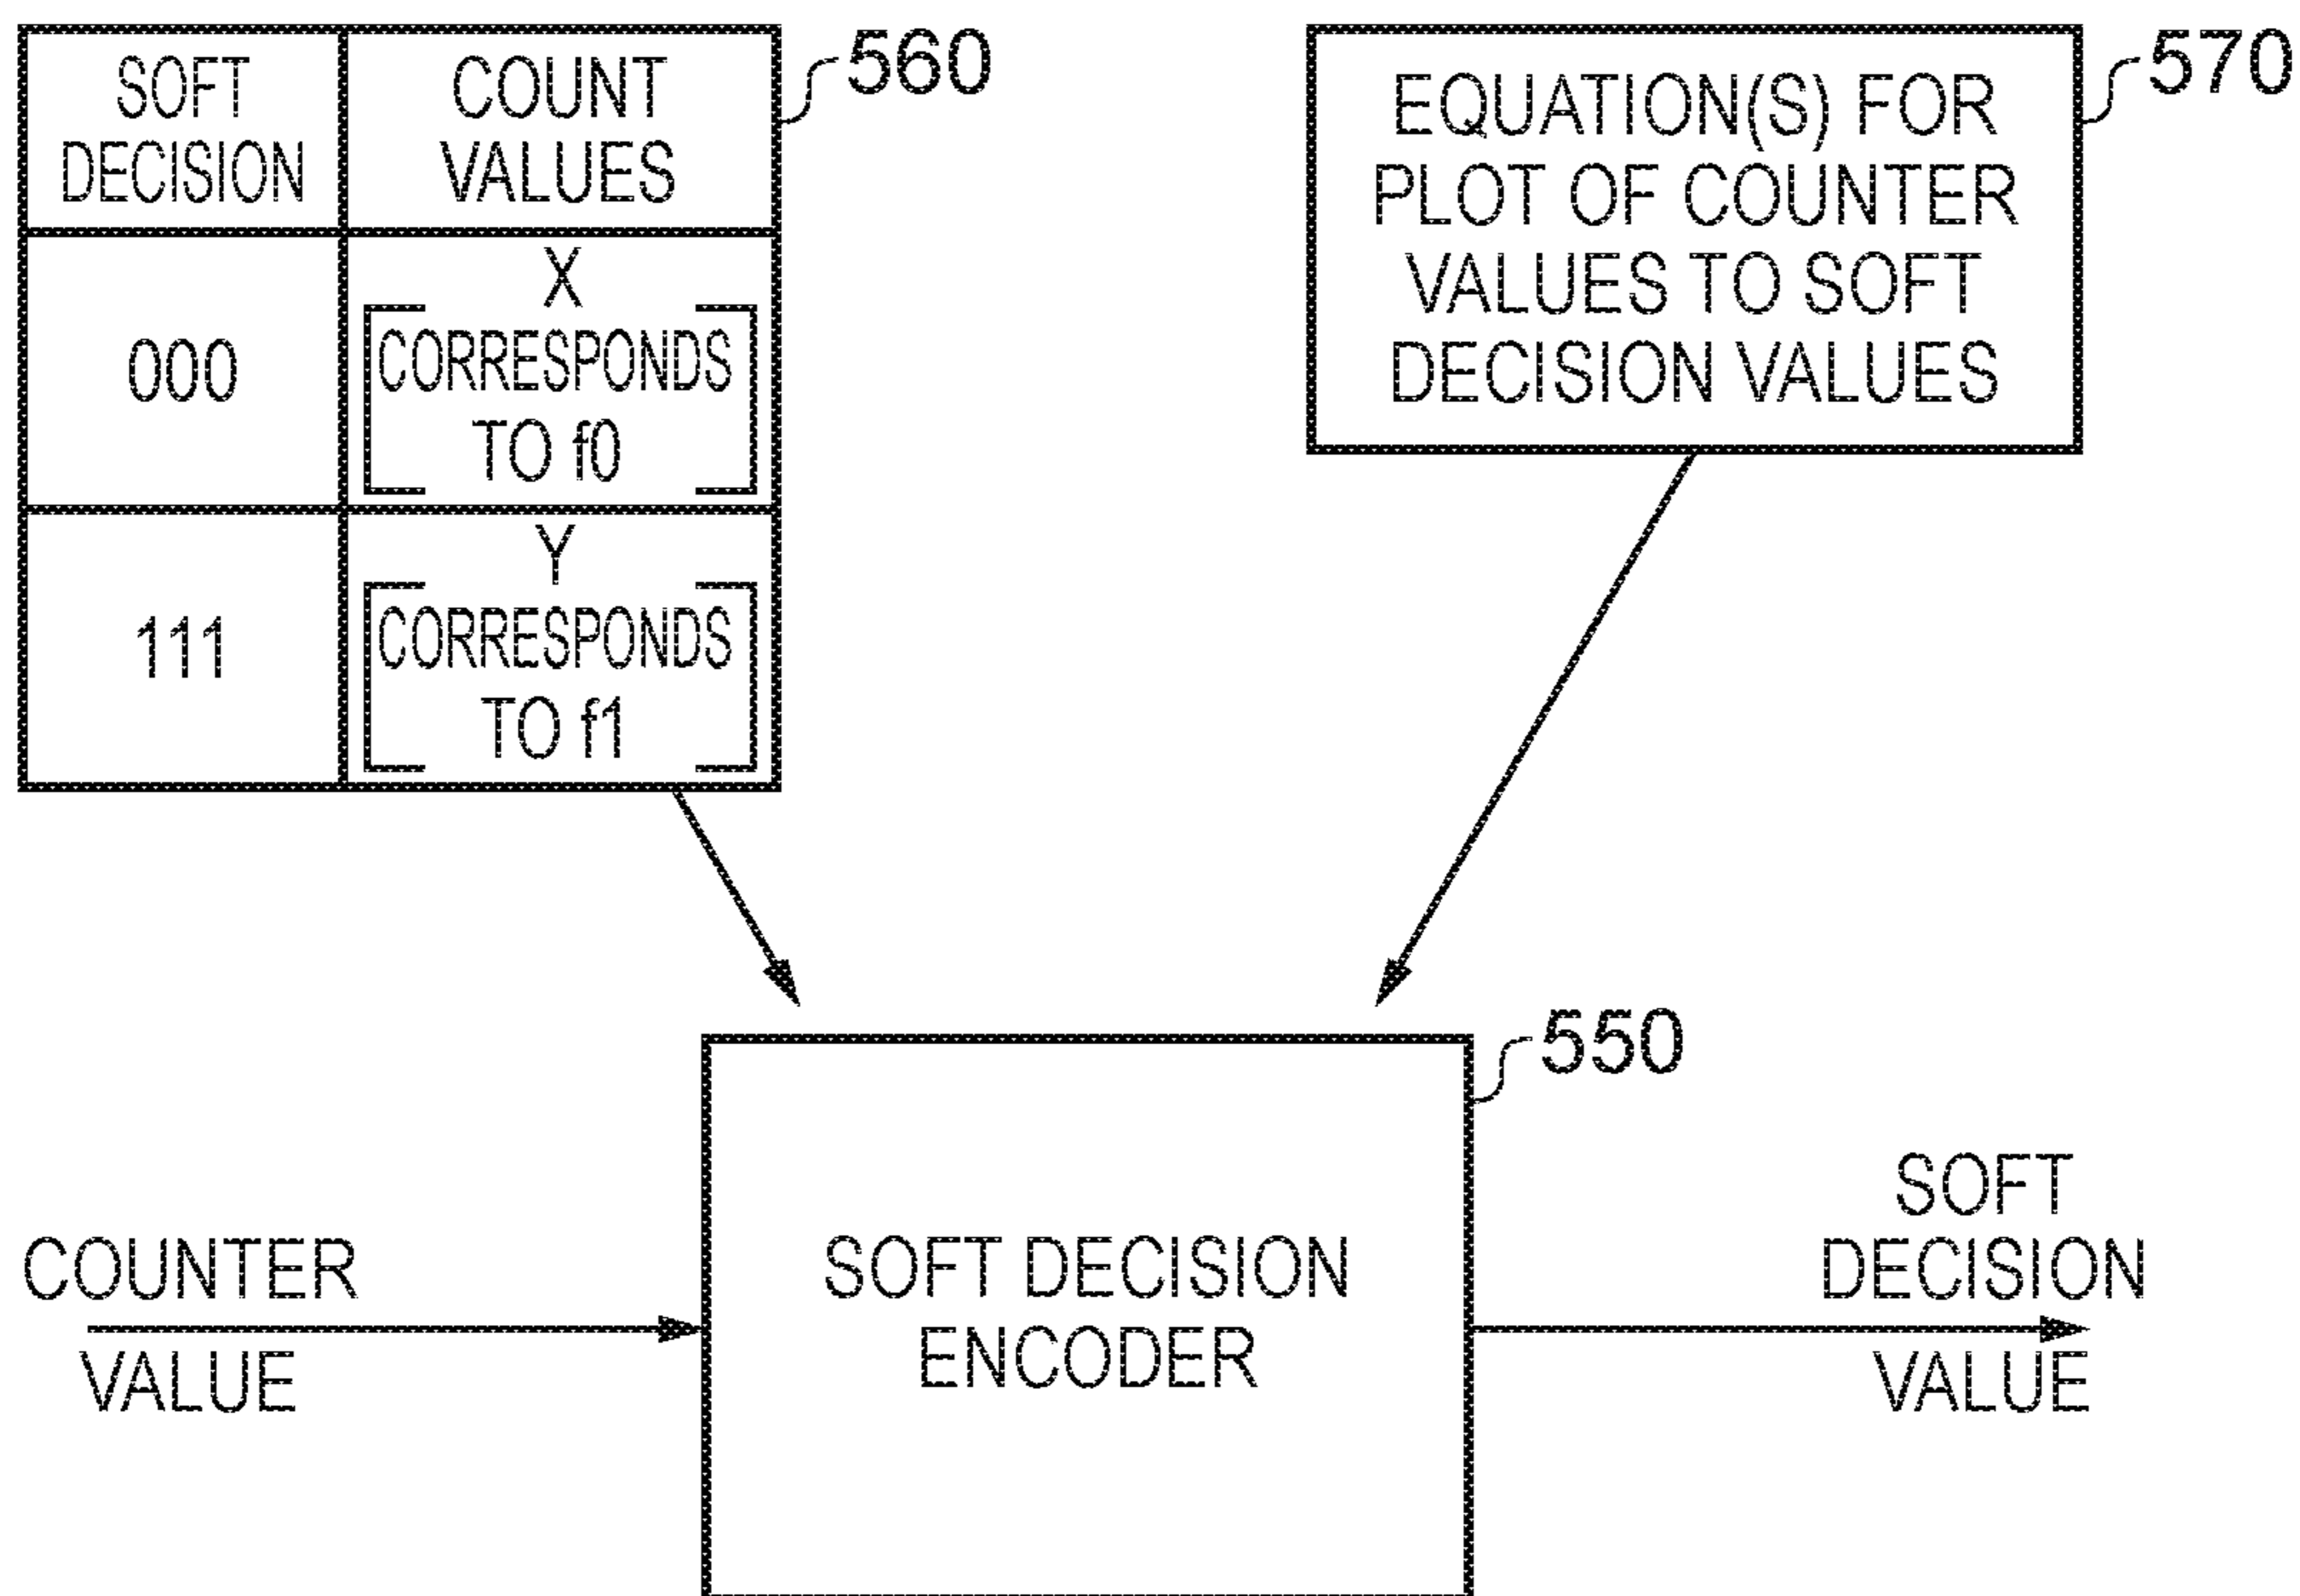 SOFT
DECISION
COUNT
VALUES
560
000
X
CORRESPONDS
TO f0
111
Y
CORRESPONDS
TO f1
EQUATION(S) FOR
PLOT OF COUNTER
VALUES TO SOFT
DECISION VALUES
570
550
COUNTER
VALUE
SOFT DECISION
ENCODER
SOFT
DECISION
VALUE